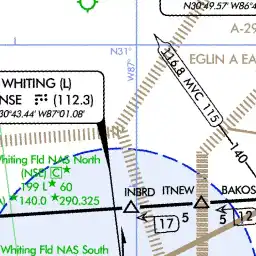 N30°49.57' W86°4
A-29
N31°
EGLIN A EA
W87°
116.8 MVC 115
140
WHITING (L)
NSE (112.3)
30°43.44' W87°01.08'
Whiting Fld NAS North
(NSE) C
199 L 60
140.0 290.325
INBRD
ITNEW
BAKOS
17
5
5
12
Whiting Fld NAS South